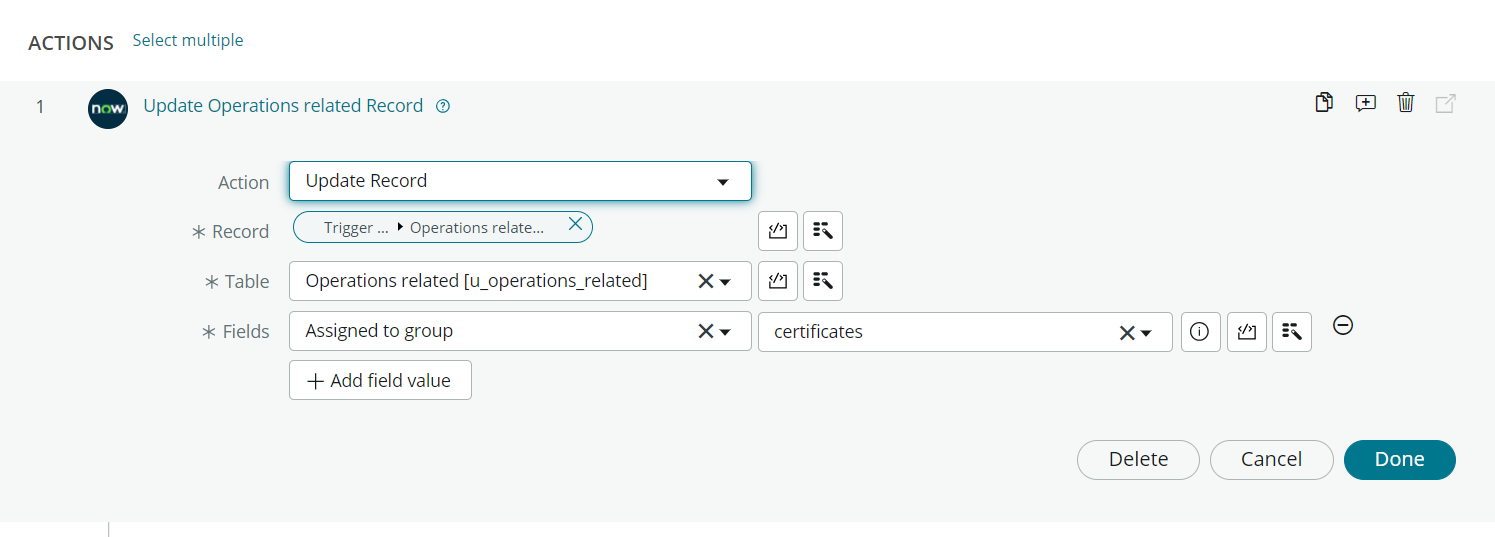 ACTIONS Select multiple
1 now Update Operations related Record
Action Update Record
Record Trigger ... Operations relate...
Table Operations related [u_operations_related]
Fields Assigned to group certificates
Add field value
Delete Cancel Done